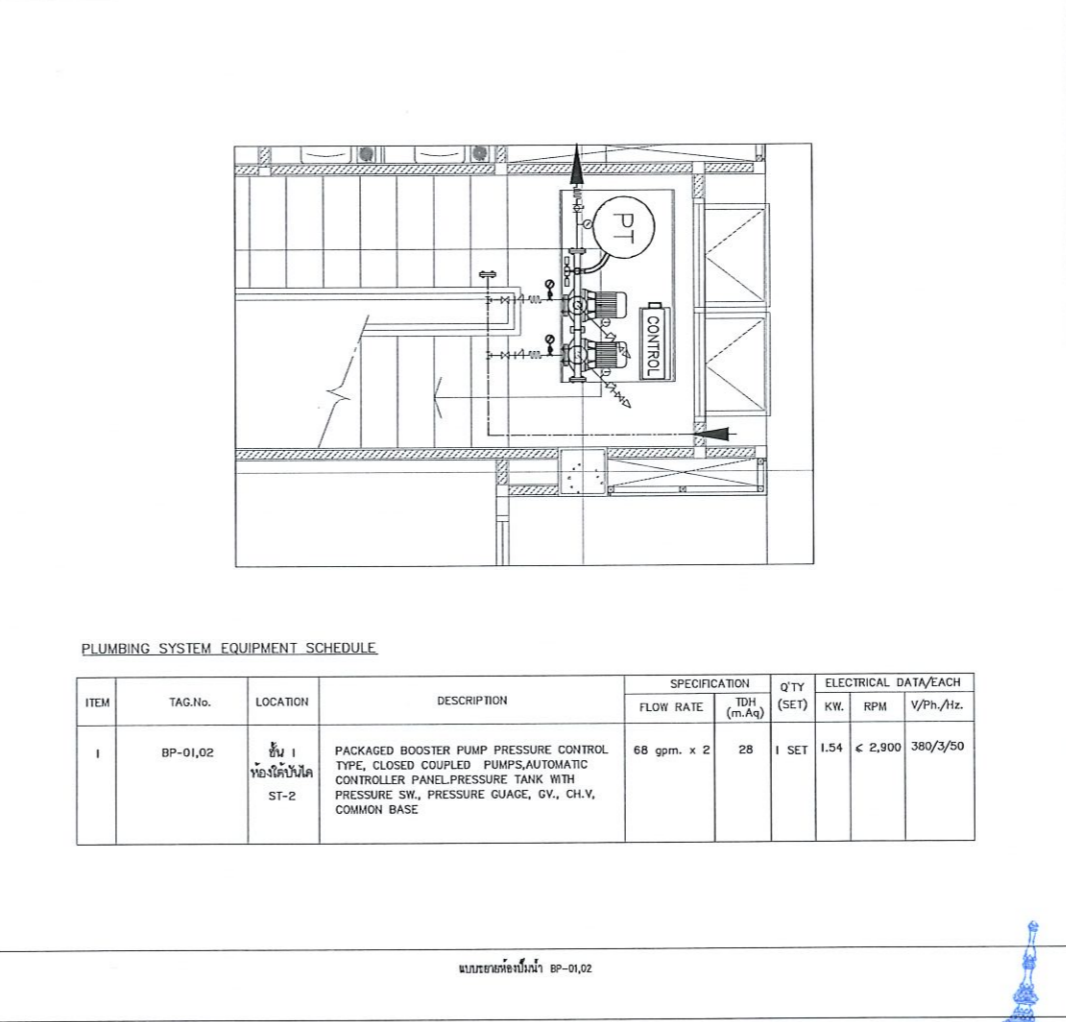 PT
CONTROL
PLUMBING SYSTEM EQUIPMENT SCHEDULE
ITEM
TAG.No.
LOCATION
DESCRIPTION
SPECIFICATION
FLOW RATE
TDH
(m.Aq)
Q'TY
(SET)
ELECTRICAL DATA/EACH
KW.
RPM
V/Ph./Hz.
1
BP-01,02
ชั้น 1
ห้องใต้บันได
ST-2
PACKAGED BOOSTER PUMP PRESSURE CONTROL
TYPE, CLOSED COUPLED PUMPS,AUTOMATIC
CONTROLLER PANEL.PRESSURE TANK WITH
PRESSURE SW., PRESSURE GUAGE, GV., CH.V,
COMMON BASE
68 gpm. x 2
28
1 SET
1.54
≤ 2,900
380/3/50
แบบขยายห้องปั๊มน้ำ BP-01,02